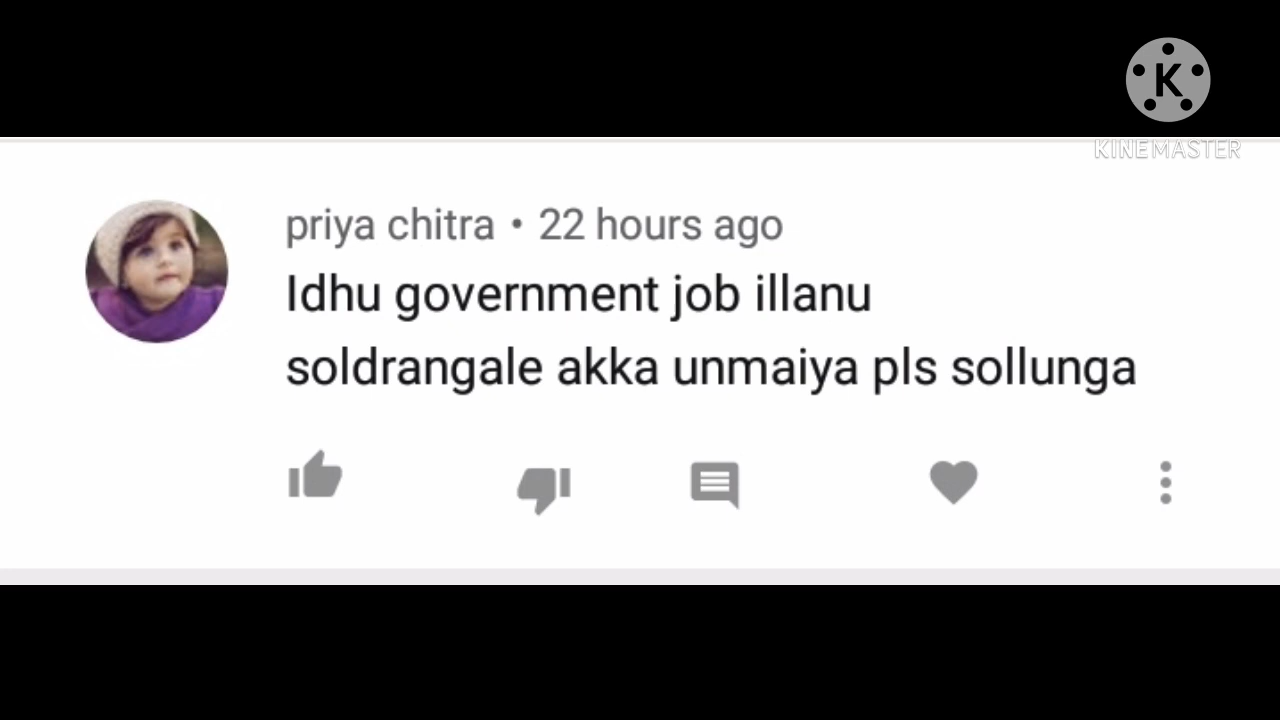 K
KINEMASTER
priya chitra • 22 hours ago
Idhu government job illanu
soldrangale akka unmaiya pls sollunga